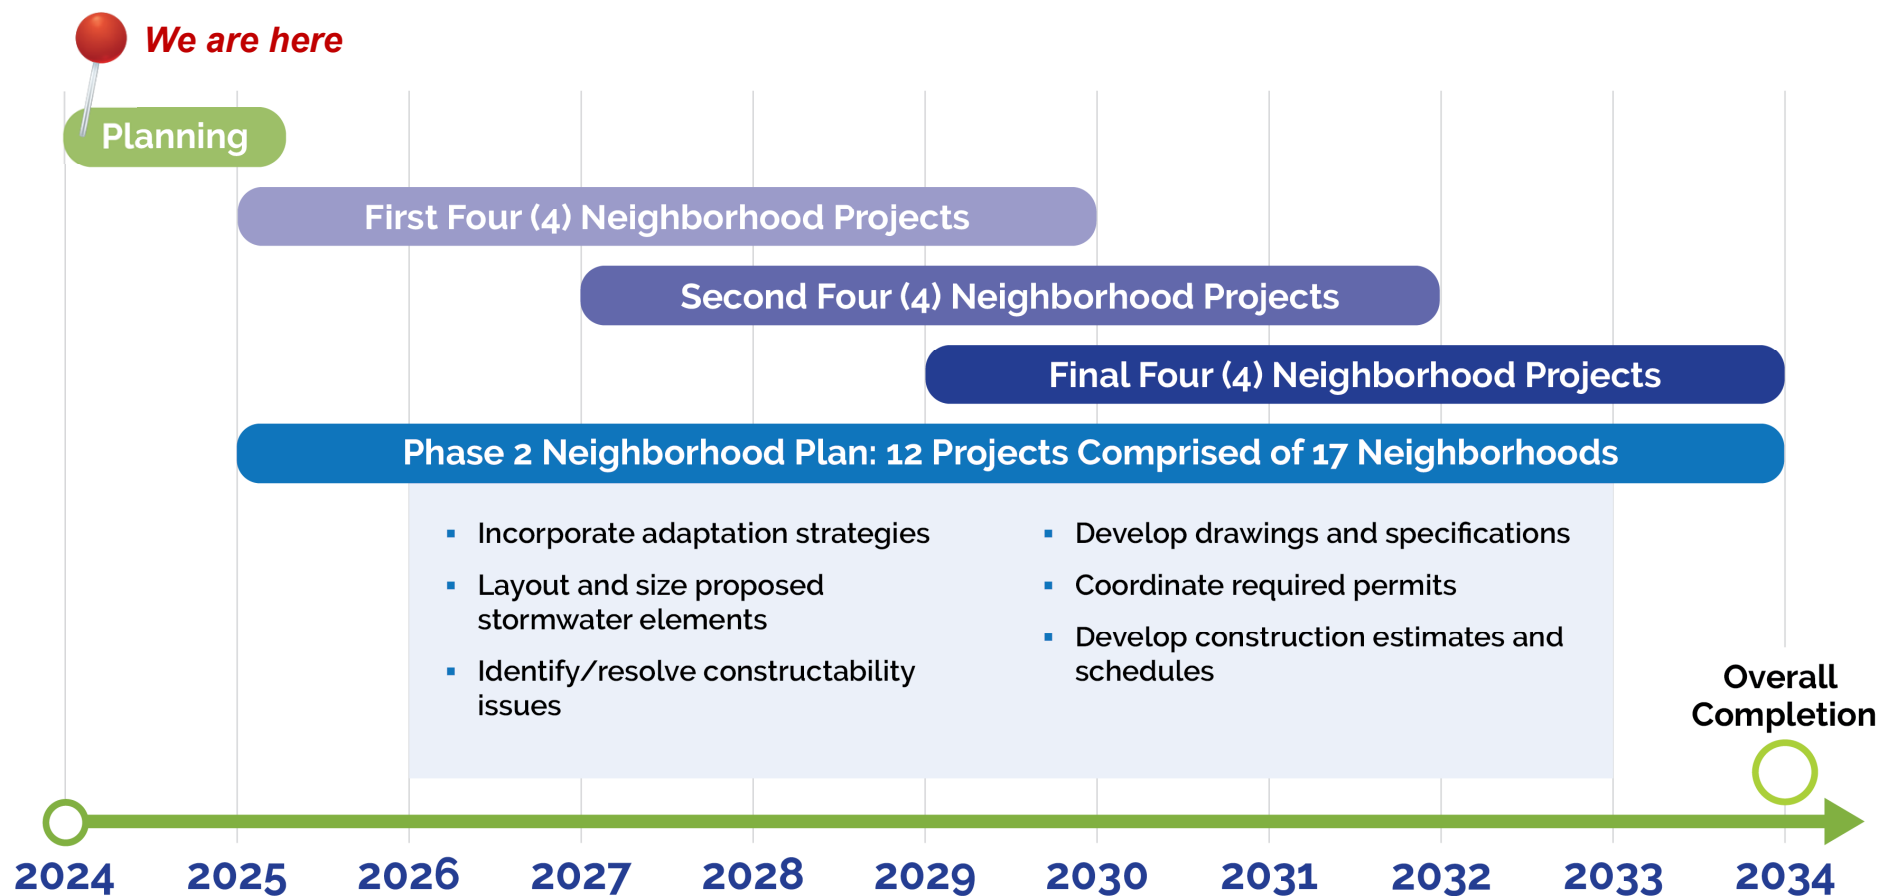 We are here
Planning
First Four (4) Neighborhood Projects
Second Four (4) Neighborhood Projects
Final Four (4) Neighborhood Projects
Phase 2 Neighborhood Plan: 12 Projects Comprised of 17 Neighborhoods
▪ Incorporate adaptation strategies
▪ Layout and size proposed
stormwater elements
▪ Identify/resolve constructability
issues
▪ Develop drawings and specifications
▪ Coordinate required permits
▪ Develop construction estimates and
schedules
Overall
Completion
2024 2025 2026 2027 2028 2029 2030 2031 2032 2033 2034